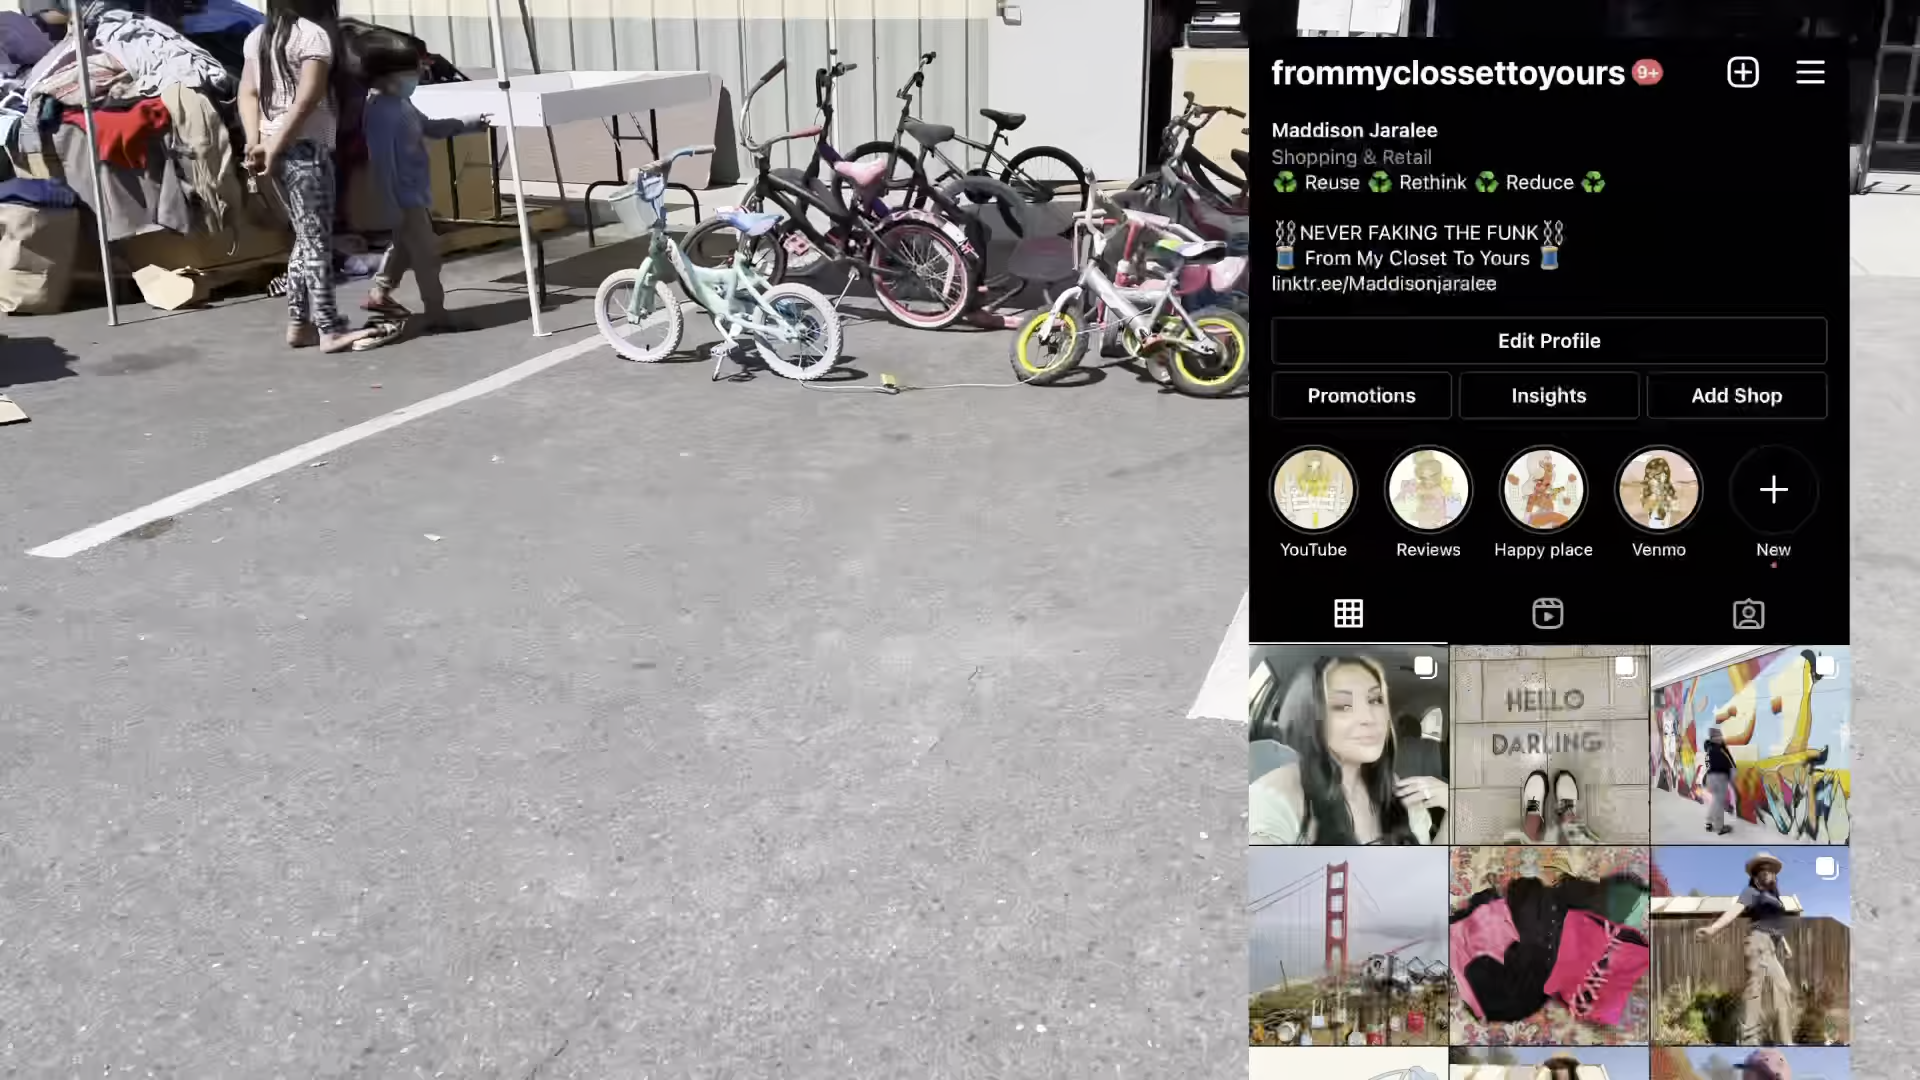 frommyclossettoyours 9+
Maddison Jaralee
Shopping & Retail
♻️ Reuse ♻️ Rethink ♻️ Reduce ♻️
⛓️NEVER FAKING THE FUNK⛓️
🧵 From My Closet To Yours 🧵
linktr.ee/Maddisonjaralee
Edit Profile
Promotions Insights Add Shop
YouTube Reviews Happy place Venmo New
HELLO
DARLING